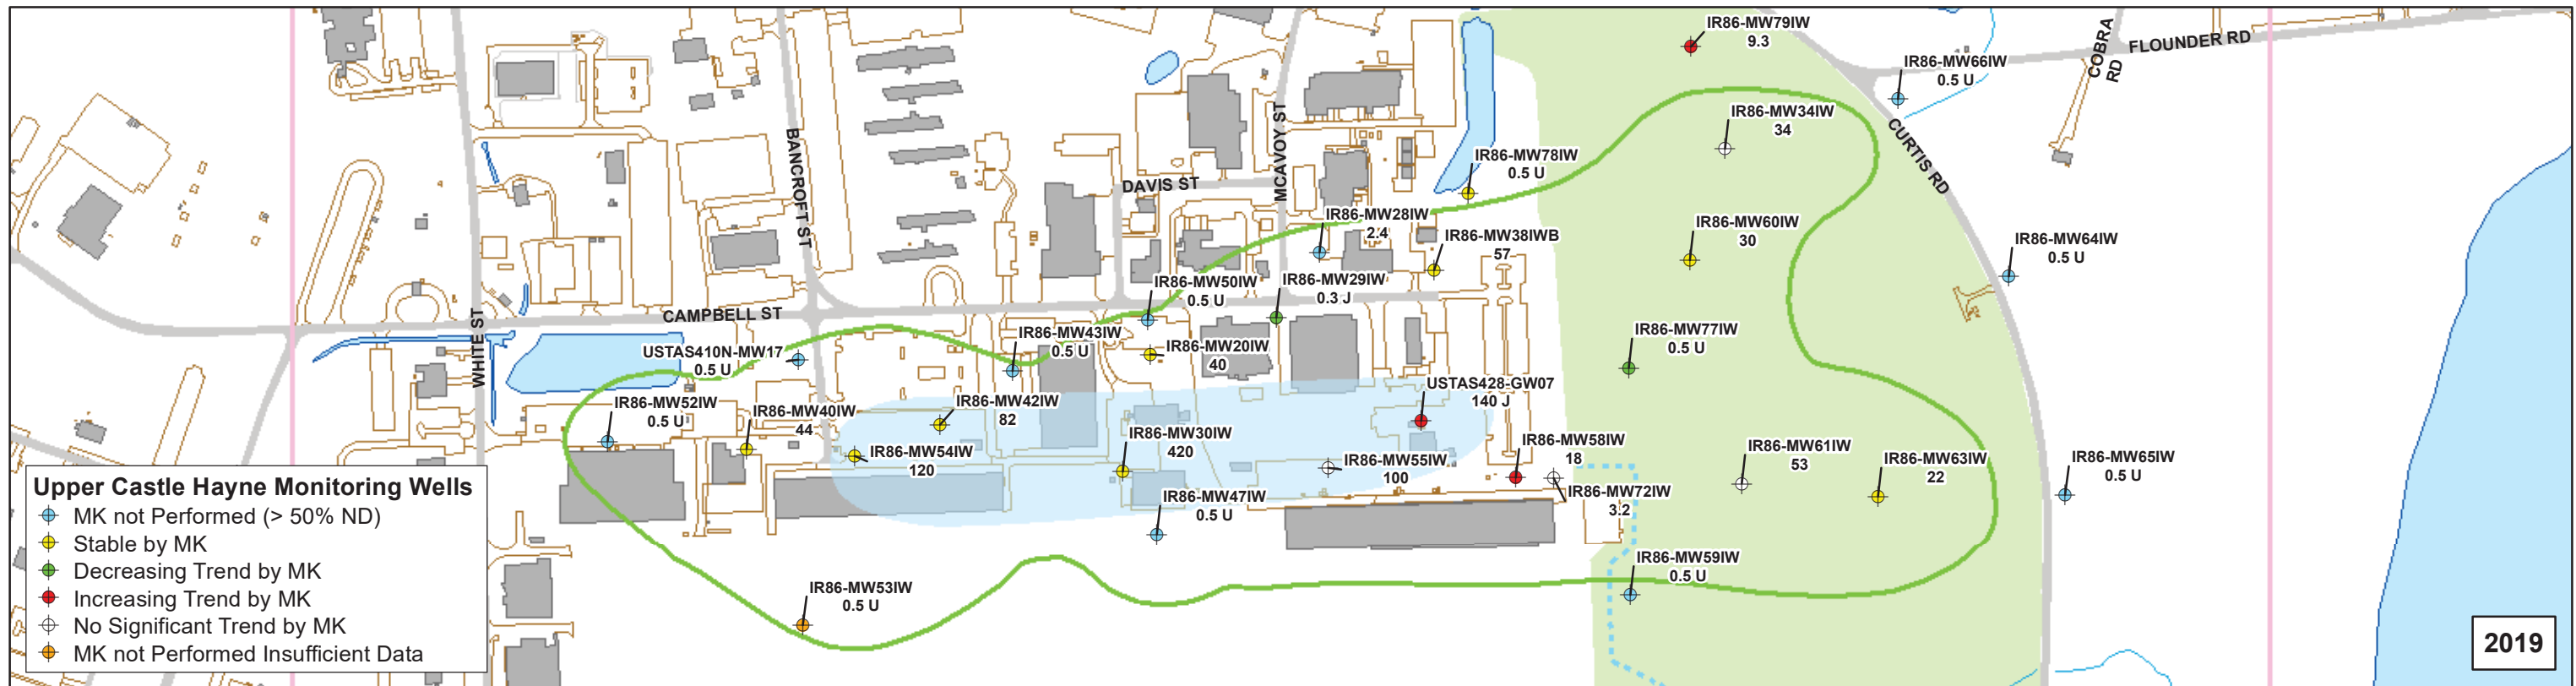 IR86-MW79IW
9.3
COBRA
RD
FLOUNDER RD
IR86-MW66IW
0.5 U
IR86-MW34IW
34
CURTIS RD
BANCROFT ST
MCAVOY ST
DAVIS ST
IR86-MW78IW
0.5 U
IR86-MW28IW
2.4
IR86-MW38IWB
57
IR86-MW60IW
30
IR86-MW64IW
0.5 U
IR86-MW50IW
0.5 U
IR86-MW29IW
0.3 J
WHITE ST
CAMPBELL ST
IR86-MW43IW
0.5 U
IR86-MW20IW
40
IR86-MW77IW
0.5 U
USTAS410N-MW17
0.5 U
USTAS428-GW07
140 J
IR86-MW52IW
0.5 U
IR86-MW40IW
44
IR86-MW42IW
82
IR86-MW54IW
120
IR86-MW30IW
420
IR86-MW55IW
100
IR86-MW58IW
18
IR86-MW72IW
3.2
IR86-MW61IW
53
IR86-MW63IW
22
IR86-MW65IW
0.5 U
IR86-MW47IW
0.5 U
IR86-MW59IW
0.5 U
IR86-MW53IW
0.5 U
Upper Castle Hayne Monitoring Wells
MK not Performed (> 50% ND)
Stable by MK
Decreasing Trend by MK
Increasing Trend by MK
No Significant Trend by MK
MK not Performed Insufficient Data
2019